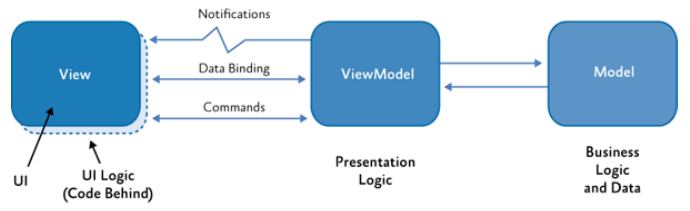 Notifications
View
Data Binding
ViewModel
Model
Commands
UI
UI Logic
(Code Behind)
Presentation
Logic
Business
Logic
and Data